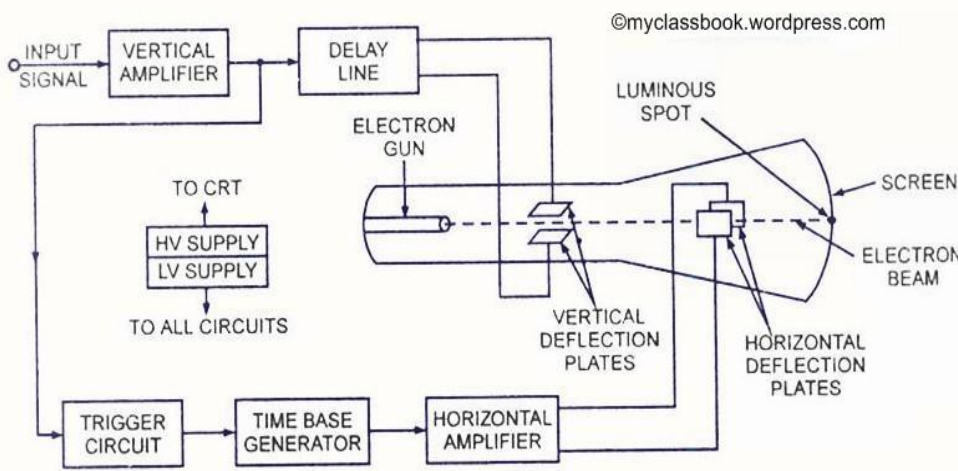 ©myclassbook.wordpress.com
INPUT
SIGNAL
VERTICAL
AMPLIFIER
DELAY
LINE
LUMINOUS
SPOT
ELECTRON
GUN
TO CRT
SCREEN
HV SUPPLY
LV SUPPLY
ELECTRON
BEAM
TO ALL CIRCUITS
VERTICAL
DEFLECTION
PLATES
HORIZONTAL
DEFLECTION
PLATES
TRIGGER
CIRCUIT
TIME BASE
GENERATOR
HORIZONTAL
AMPLIFIER